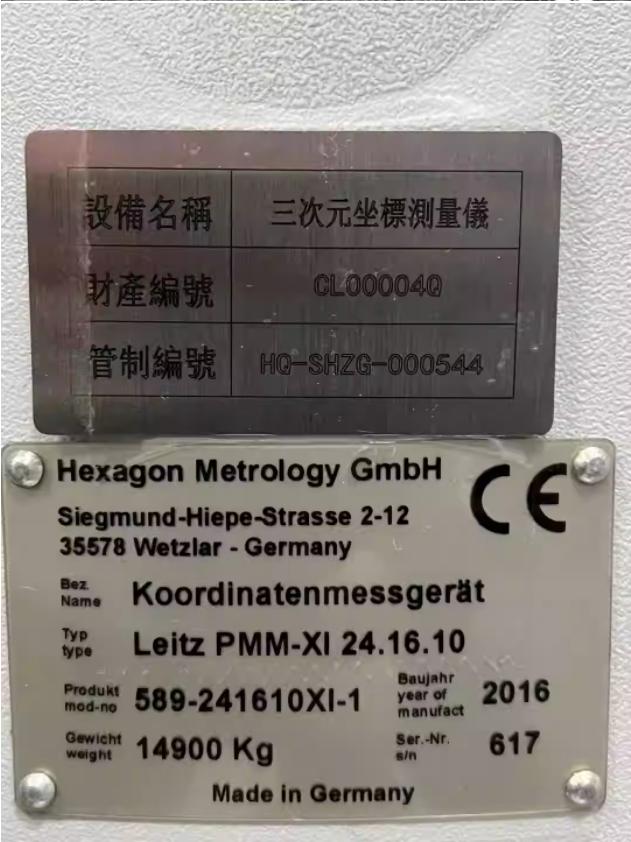 設備名稱 三次元坐標測量儀
財產編號 CL00004Q
管制編號 HQ-SHZG-000544
Hexagon Metrology GmbH CE
Siegmund-Hiepe-Strasse 2-12
35578 Wetzlar - Germany
Bez. Name Koordinatenmessgerät
Typ type Leitz PMM-XI 24.16.10
Produkt mod-no 589-241610XI-1 Baujahr year of manufact 2016
Gewicht weight 14900 Kg Ser.-Nr. s/n 617
Made in Germany